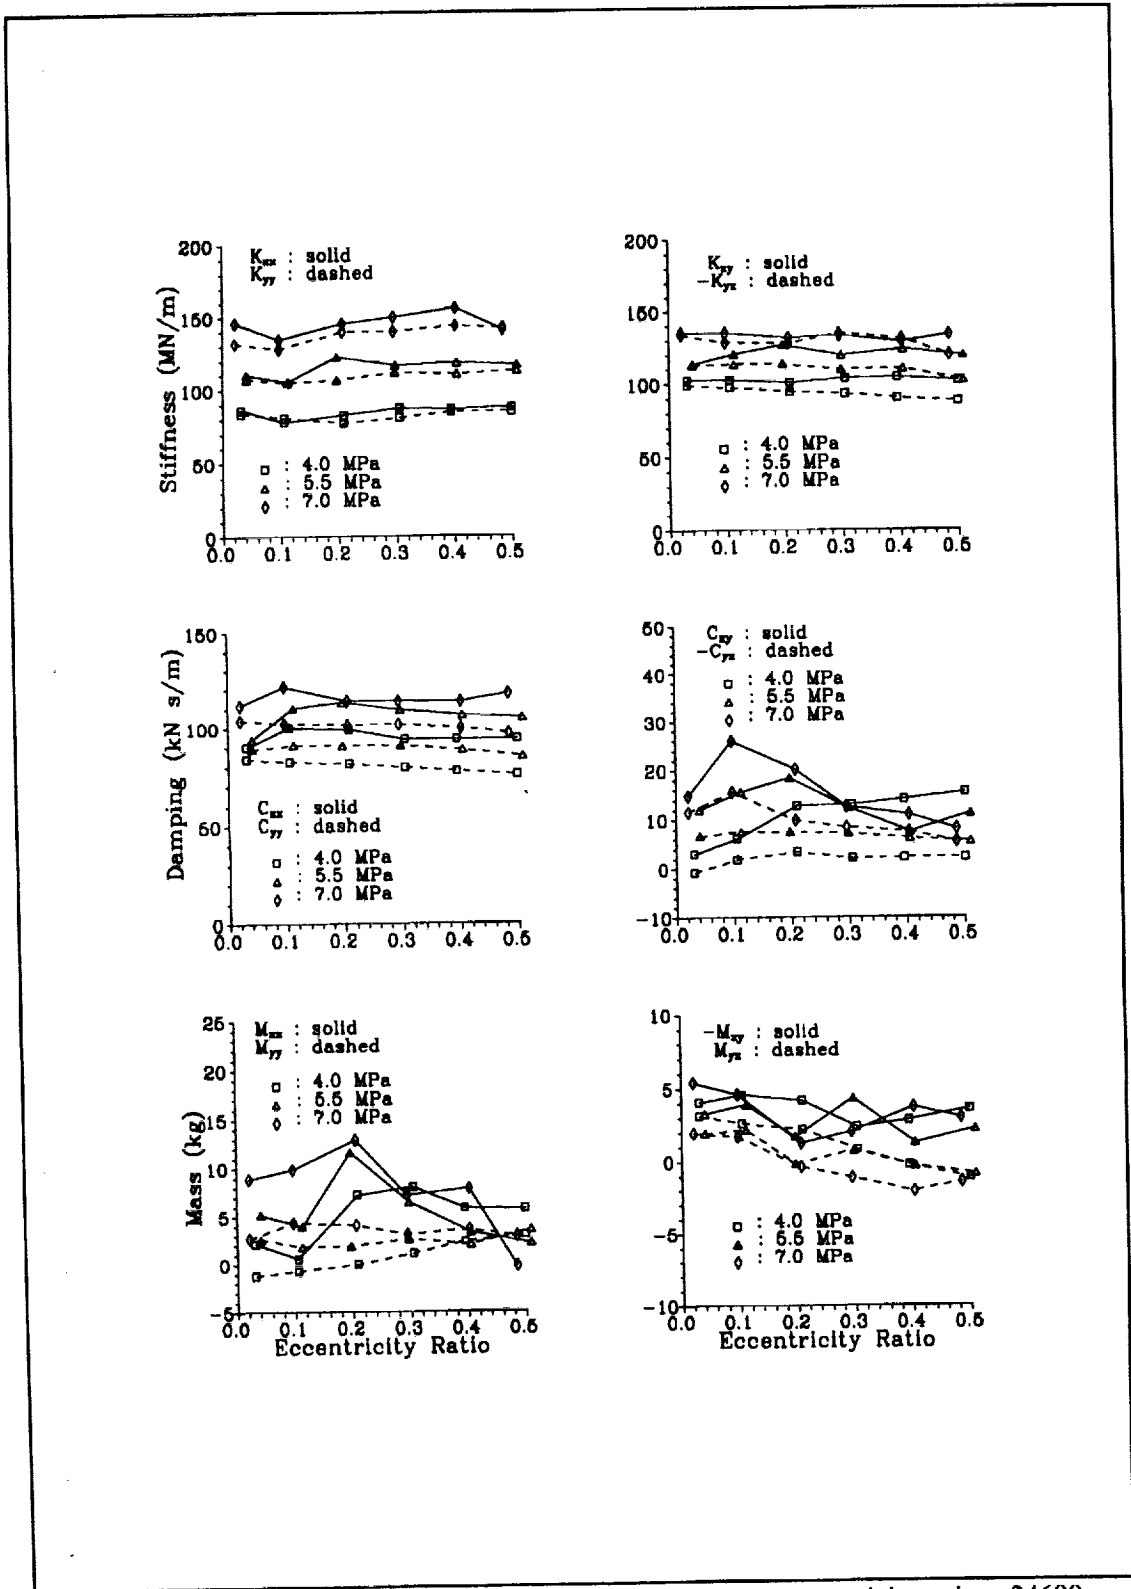 200
150
100
50
0
Stiffness (MN/m)
Kxx : solid
Kyy : dashed
□ : 4.0 MPa
△ : 5.5 MPa
◊ : 7.0 MPa
0.0 0.1 0.2 0.3 0.4 0.5
200
150
100
50
0
Kxy : solid
-Kyx : dashed
□ : 4.0 MPa
△ : 5.5 MPa
◊ : 7.0 MPa
0.0 0.1 0.2 0.3 0.4 0.5
150
100
50
0
Damping (kN s/m)
Cxx : solid
Cyy : dashed
□ : 4.0 MPa
△ : 5.5 MPa
◊ : 7.0 MPa
0.0 0.1 0.2 0.3 0.4 0.5
50
40
30
20
10
0
-10
Cxy : solid
-Cyx : dashed
□ : 4.0 MPa
△ : 5.5 MPa
◊ : 7.0 MPa
0.0 0.1 0.2 0.3 0.4 0.5
25
20
15
10
5
0
-5
Mass (kg)
Mxx : solid
Myy : dashed
□ : 4.0 MPa
△ : 5.5 MPa
◊ : 7.0 MPa
0.0 0.1 0.2 0.3 0.4 0.5
Eccentricity Ratio
10
5
0
-5
-10
-Mxy : solid
Myx : dashed
□ : 4.0 MPa
▲ : 5.5 MPa
◊ : 7.0 MPa
0.0 0.1 0.2 0.3 0.4 0.5
Eccentricity Ratio